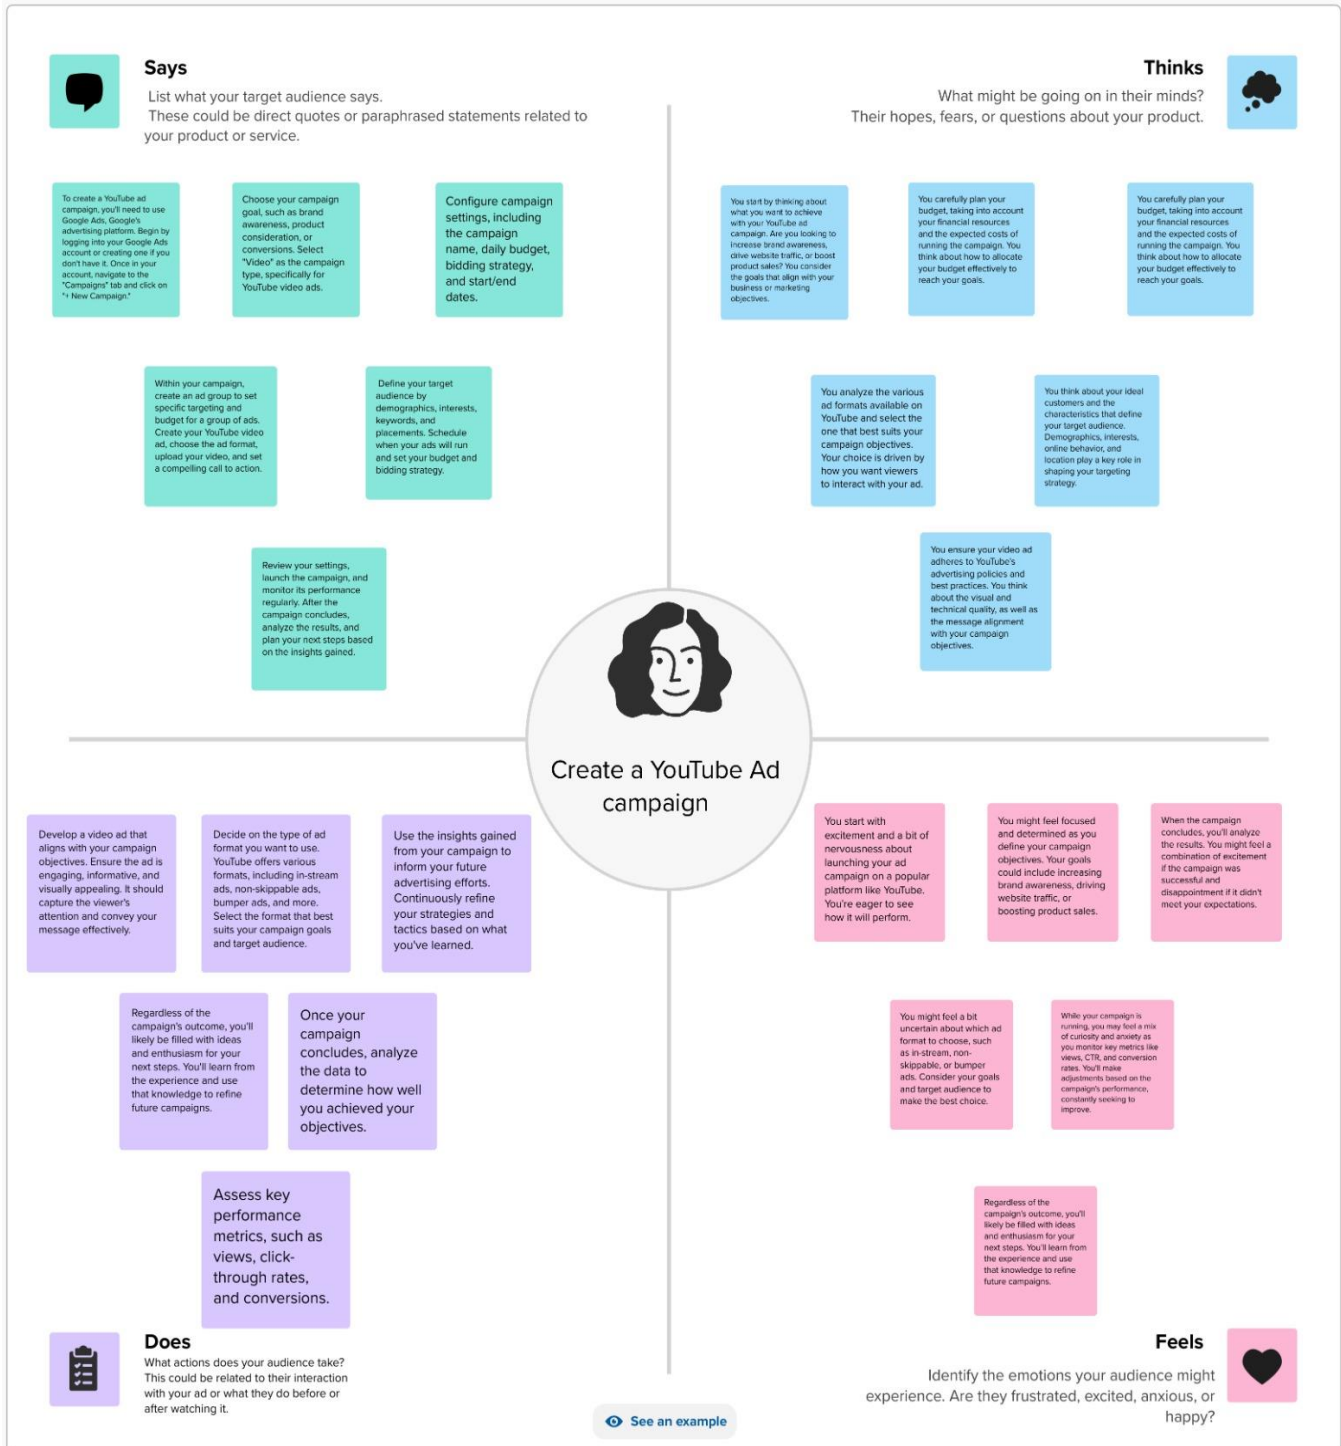 Says
List what your target audience says.
These could be direct quotes or paraphrased statements related to
your product or service.
To create a YouTube ad
campaign, you'll need to use
Google Ads, Google's
advertising platform. Begin by
logging into your Google Ads
account or creating one if you
don't have it. Once in your
account, navigate to the
"Campaigns" tab and click on
"+ New Campaign."
Choose your campaign
goal, such as brand
awareness, product
consideration, or
conversions. Select
"Video" as the campaign
type, specifically for
YouTube video ads.
Configure campaign
settings, including
the campaign
name, daily budget,
bidding strategy,
and start/end
dates.
Within your campaign,
create an ad group to set
specific targeting and
budget for a group of ads.
Create your YouTube video
ad, choose the ad format,
upload your video, and set
a compelling call to action.
Define your target
audience by
demographics, interests,
keywords, and
placements. Schedule
when your ads will run
and set your budget and
bidding strategy.
Review your settings,
launch the campaign, and
monitor its performance
regularly. After the
campaign concludes,
analyze the results, and
plan your next steps based
on the insights gained.
Thinks
What might be going on in their minds?
Their hopes, fears, or questions about your product.
You start by thinking about
what you want to achieve
with your YouTube ad
campaign. Are you looking to
increase brand awareness,
drive website traffic, or boost
product sales? You consider
the goals that align with your
business or marketing
objectives.
You carefully plan your
budget, taking into account
your financial resources
and the expected costs of
running the campaign. You
think about how to allocate
your budget effectively to
reach your goals.
You carefully plan your
budget, taking into account
your financial resources
and the expected costs of
running the campaign. You
think about how to allocate
your budget effectively to
reach your goals.
You analyze the various
ad formats available on
YouTube and select the
one that best suits your
campaign objectives.
Your choice is driven by
how you want viewers
to interact with your ad.
You think about your ideal
customers and the
characteristics that define
your target audience.
Demographics, interests,
online behavior, and
location play a key role in
shaping your targeting
strategy.
You ensure your video ad
adheres to YouTube's
advertising policies and
best practices. You think
about the visual and
technical quality, as well as
the message alignment
with your campaign
objectives.
Create a YouTube Ad
campaign
Develop a video ad that
aligns with your campaign
objectives. Ensure the ad is
engaging, informative, and
visually appealing. It should
capture the viewer's
attention and convey your
message effectively.
Decide on the type of ad
format you want to use.
YouTube offers various
formats, including in-stream
ads, non-skippable ads,
bumper ads, and more.
Select the format that best
suits your campaign goals
and target audience.
Use the insights gained
from your campaign to
inform your future
advertising efforts.
Continuously refine
your strategies and
tactics based on what
you've learned.
Regardless of the
campaign's outcome, you'll
likely be filled with ideas
and enthusiasm for your
next steps. You'll learn from
the experience and use
that knowledge to refine
future campaigns.
Once your
campaign
concludes, analyze
the data to
determine how well
you achieved your
objectives.
Assess key
performance
metrics, such as
views, click-
through rates,
and conversions.
Does
What actions does your audience take?
This could be related to their interaction
with your ad or what they do before or
after watching it.
You start with
excitement and a bit of
nervousness about
launching your ad
campaign on a popular
platform like YouTube.
You're eager to see
how it will perform.
You might feel focused
and determined as you
define your campaign
objectives. Your goals
could include increasing
brand awareness, driving
website traffic, or
boosting product sales.
When the campaign
concludes, you'll analyze
the results. You might feel a
combination of excitement
if the campaign was
successful and
disappointment if it didn't
meet your expectations.
You might feel a bit
uncertain about which ad
format to choose, such
as in-stream, non-
skippable, or bumper
ads. Consider your goals
and target audience to
make the best choice.
While your campaign is
running, you may feel a mix
of curiosity and anxiety as
you monitor key metrics like
views, CTR, and conversion
rates. You'll make
adjustments based on the
campaign's performance,
constantly seeking to
improve.
Regardless of the
campaign's outcome, you'll
likely be filled with ideas
and enthusiasm for your
next steps. You'll learn from
the experience and use
that knowledge to refine
future campaigns.
Feels
Identify the emotions your audience might
experience. Are they frustrated, excited, anxious, or
happy?
See an example